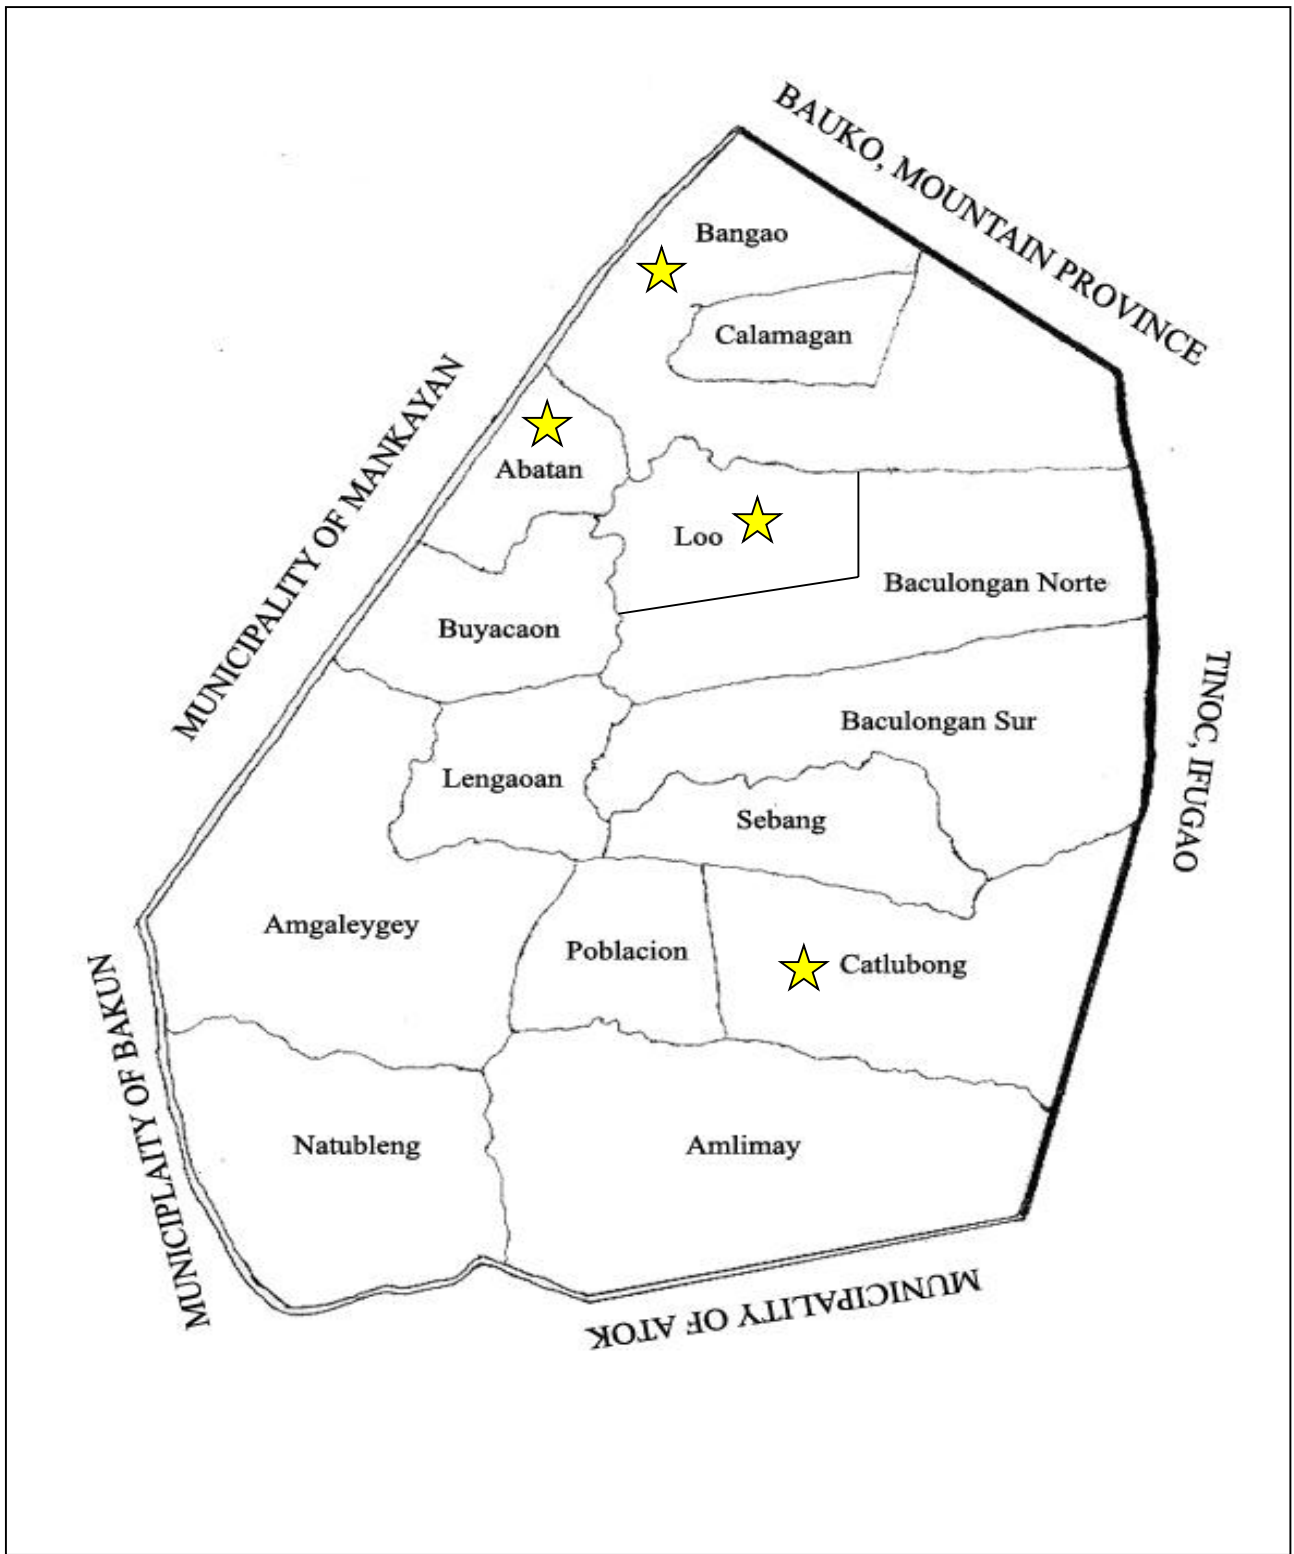 BAUKO, MOUNTAIN PROVINCE
Bangao
Calamagan
MUNICIPALITY OF MANKAYAN
Abatan
Loo
Baculongan Norte
Buyacaon
TINOC, IFUGAO
Baculongan Sur
Lengaoan
Sebang
Amgaleygey
Poblacion
Catlubong
MUNICIPLAITY OF BAKUN
Natubleng
Amlimay
MUNICIPALITY OF ATOK